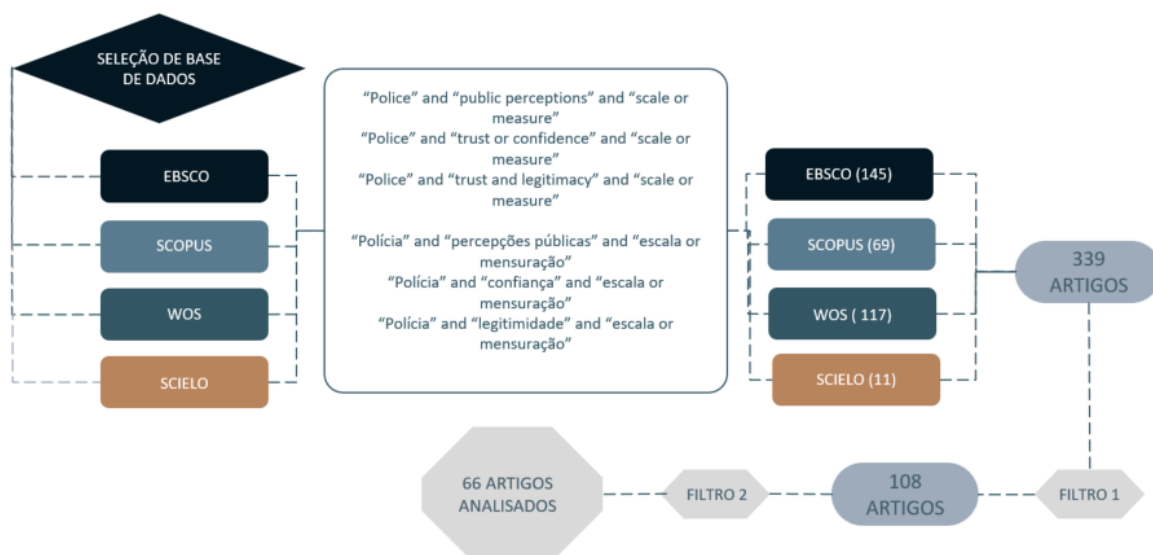 SELEÇÃO DE BASE
DE DADOS
EBSCO
SCOPUS
WOS
SCIELO
“Police” and “public perceptions” and “scale or
measure”
“Police” and “trust or confidence” and “scale or
measure”
“Police” and “trust and legitimacy” and “scale or
measure”
“Polícia” and “percepções públicas” and “escala or
mensuração”
“Polícia” and “confiança” and “escala or
mensuração”
“Polícia” and “legitimidade” and “escala or
mensuração”
EBSCO (145)
SCOPUS (69)
WOS ( 117)
SCIELO (11)
339
ARTIGOS
FILTRO 1
108
ARTIGOS
FILTRO 2
66 ARTIGOS
ANALISADOS